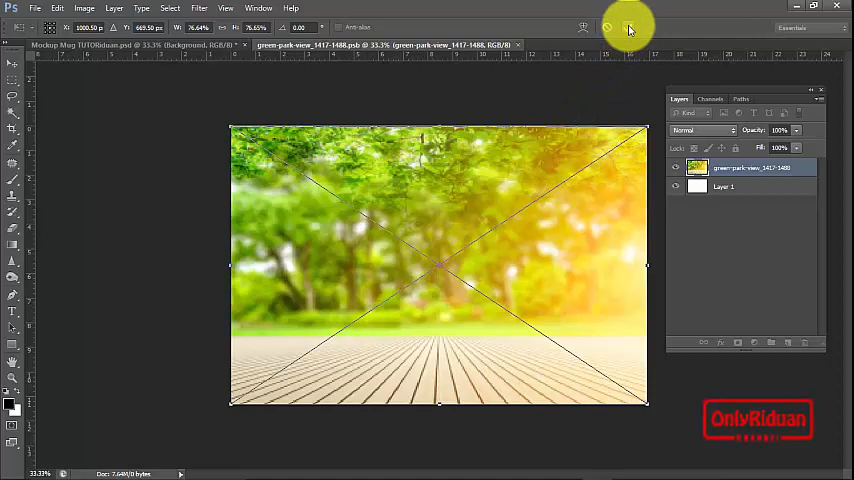 Ps File Edit Image Layer Type Select Filter View Window
X: 1000.50 p Y: 669.50 px W: 76.64% H: 76.65% 0.00 Anti-alias Essentials
Mockup Mug TUTORiduan.psd @ 33.3% (Background, RGB/8) * × green-park-view_1417-1488.psb @ 33.3% (green-park-view_1417-1488, RGB/8) ×
Layers Channels Paths
Kind
Normal Opacity: 100%
Lock: Fill: 100%
green-park-view_1417-1488
Layer 1
fx
OnlyRiduan
CHANNEL
33.33% Doc: 7.64M/0 bytes